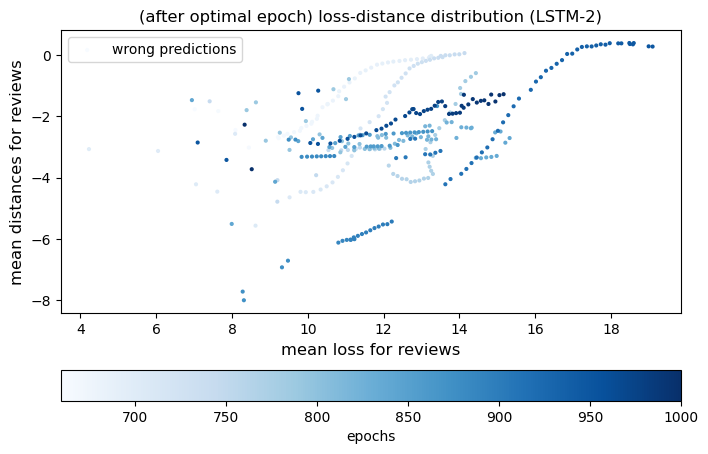 (after optimal epoch) loss-distance distribution (LSTM-2)
wrong predictions
mean distances for reviews
0
−2
−4
−6
−8
4 6 8 10 12 14 16 18
mean loss for reviews
700 750 800 850 900 950 1000
epochs